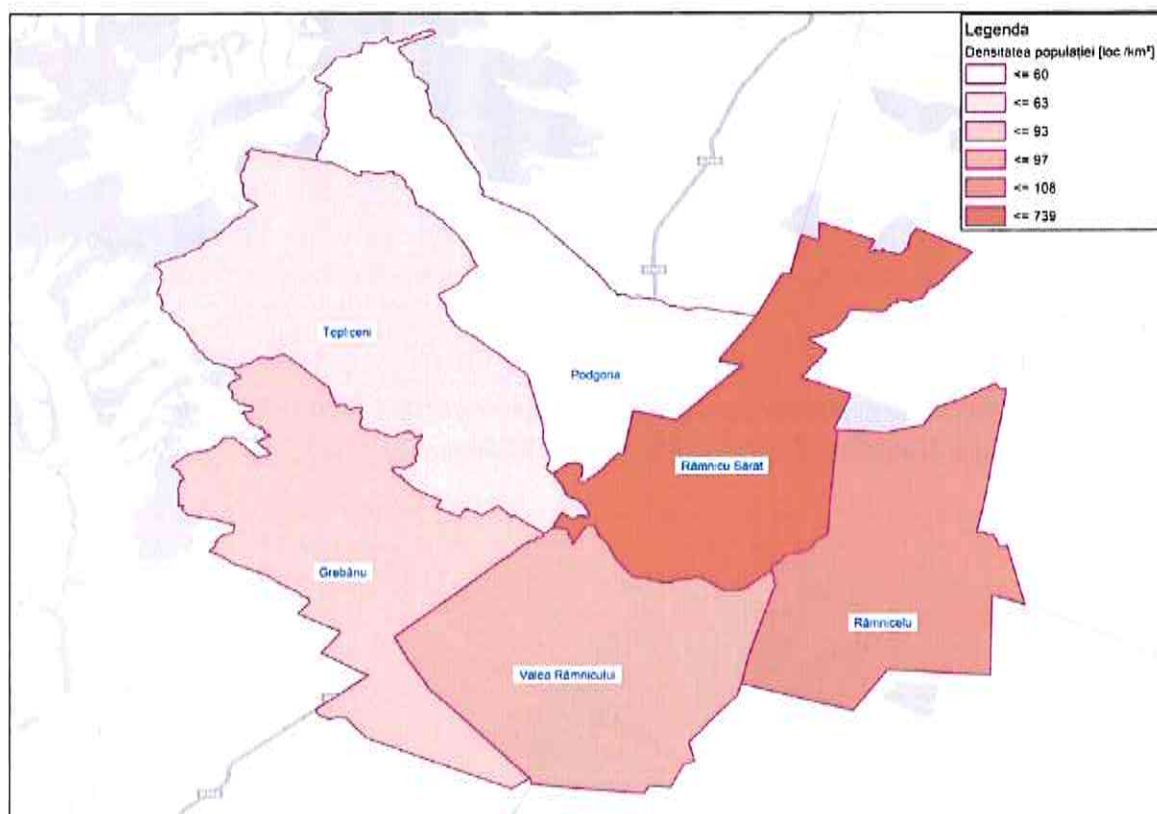 Legenda
Densitatea populației [loc /km²]
<= 60
<= 63
<= 93
<= 97
<= 108
<= 739
Topliceni
Podgoria
Râmnicu Sărat
Grebănu
Râmnicelu
Valea Râmnicului